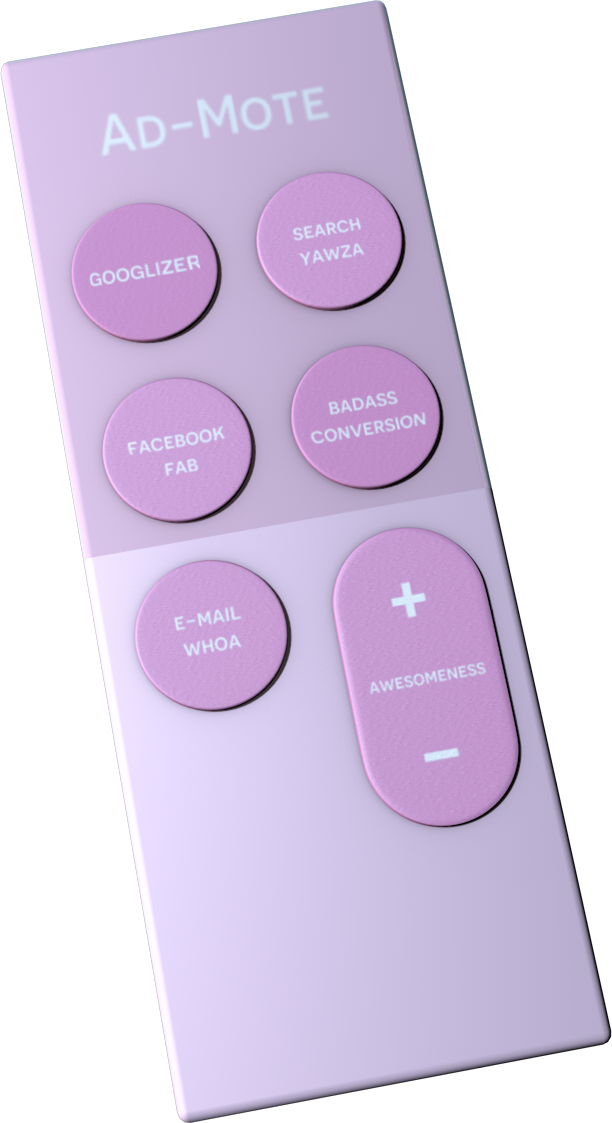 AD-MOTE
GOOGLIZER
SEARCH
YAWZA
FACEBOOK
FAB
BADASS
CONVERSION
E-MAIL
WHOA
+
AWESOMENESS
-